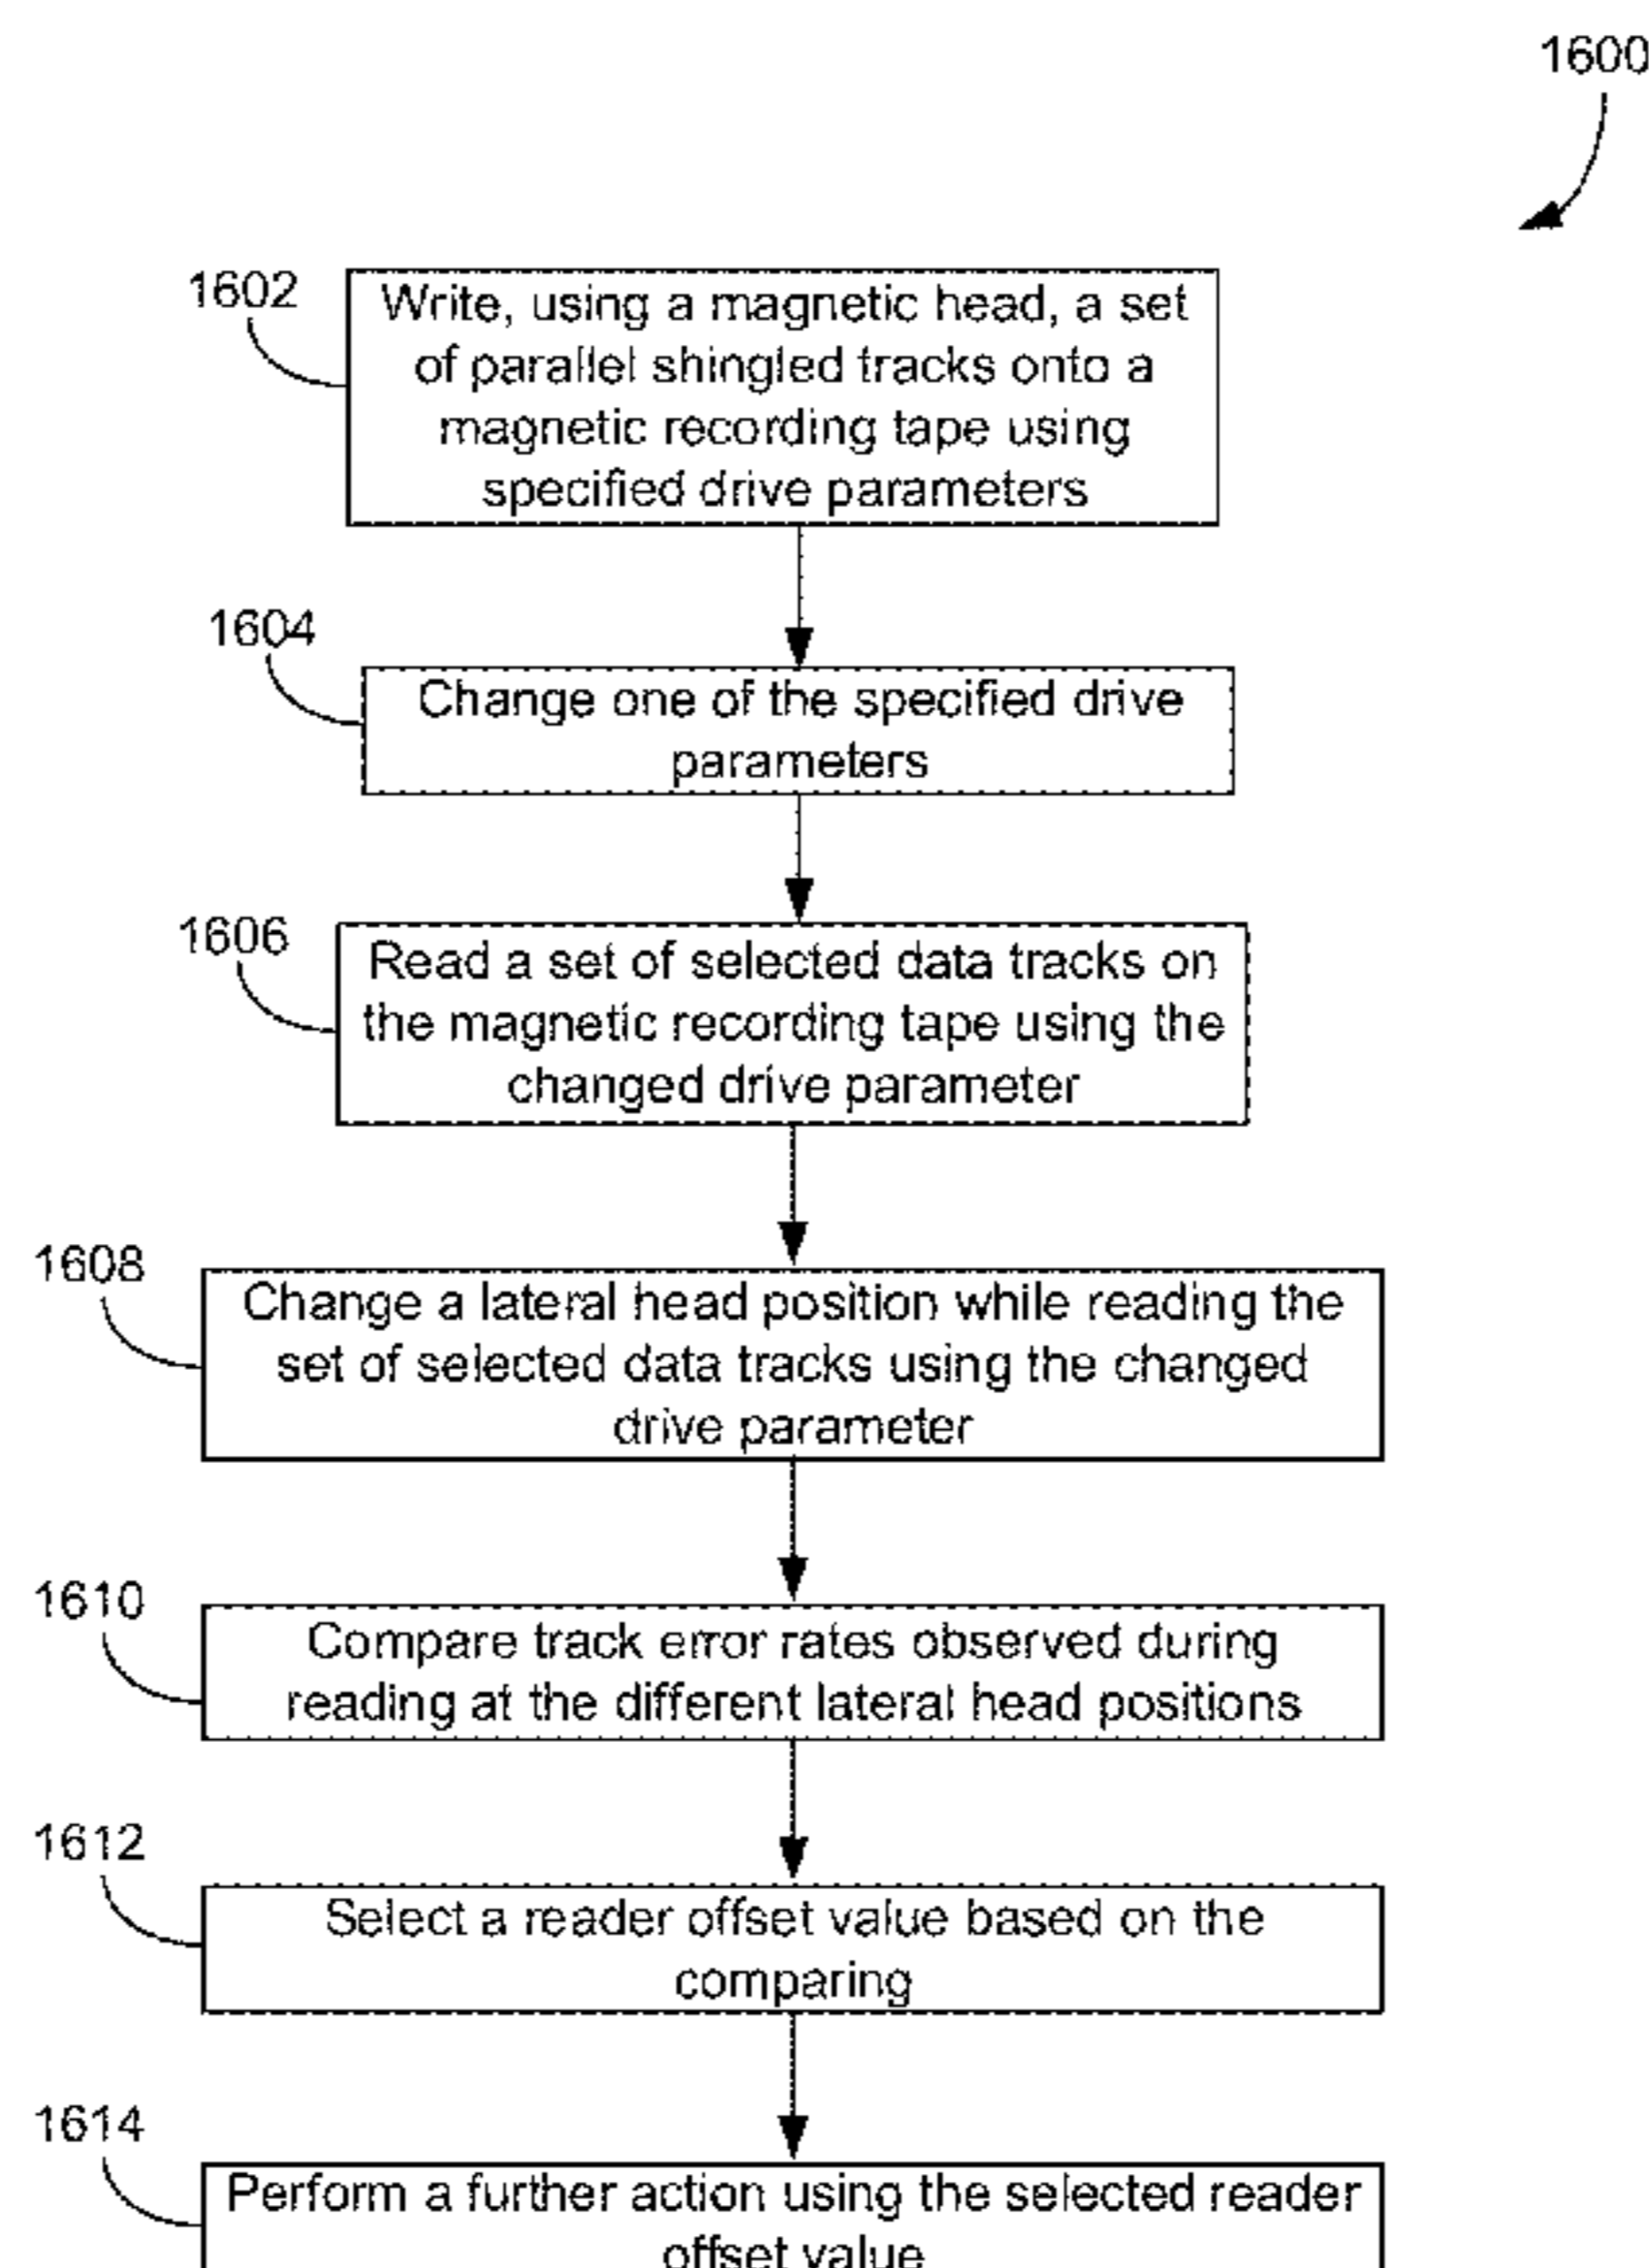 1600
1602
Write, using a magnetic head, a set
of parallel shingled tracks onto a
magnetic recording tape using
specified drive parameters
1604
Change one of the specified drive
parameters
1606
Read a set of selected data tracks on
the magnetic recording tape using the
changed drive parameter
1608
Change a lateral head position while reading the
set of selected data tracks using the changed
drive parameter
1610
Compare track error rates observed during
reading at the different lateral head positions
1612
Select a reader offset value based on the
comparing
1614
Perform a further action using the selected reader
offset value